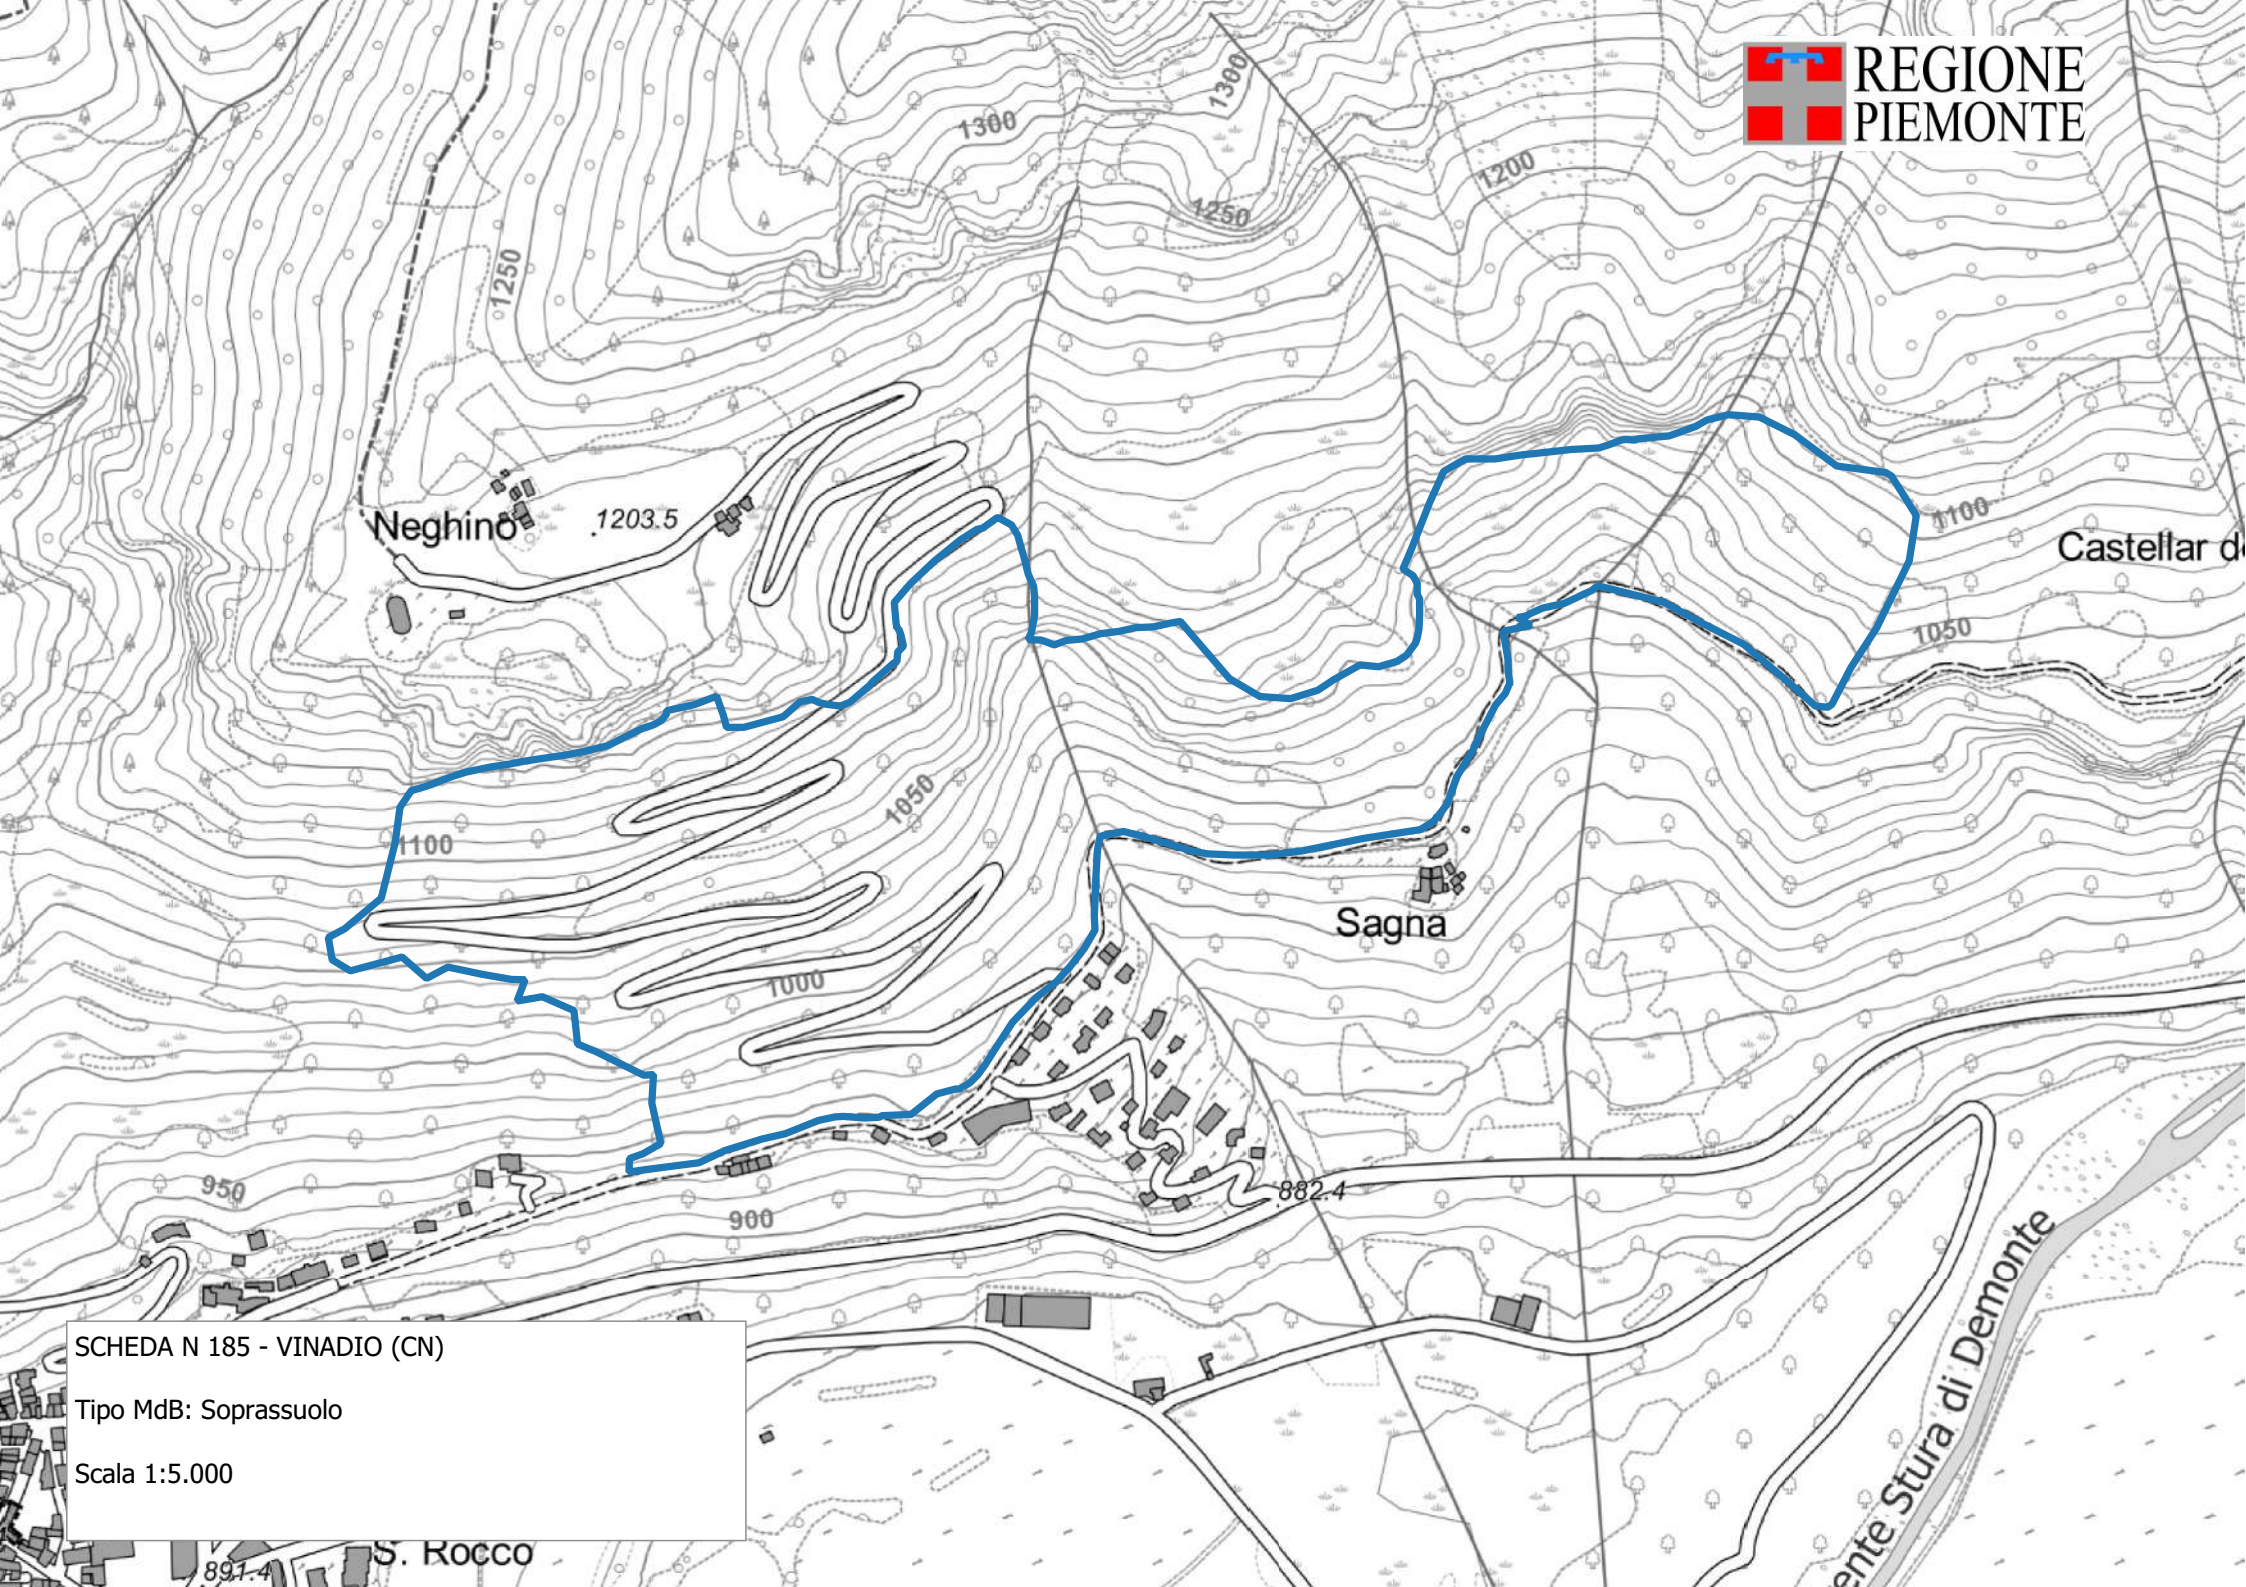 REGIONE
PIEMONTE
1300
1300
1200
1250
1250
Neghino
.1203.5
1100
Castellar d
1050
1050
1100
Sagna
1000
950
900
882.4
SCHEDA N 185 - VINADIO (CN)
Tipo MdB: Soprassuolo
Scala 1:5.000
S. Rocco
891.4
ente Stura di Demonte